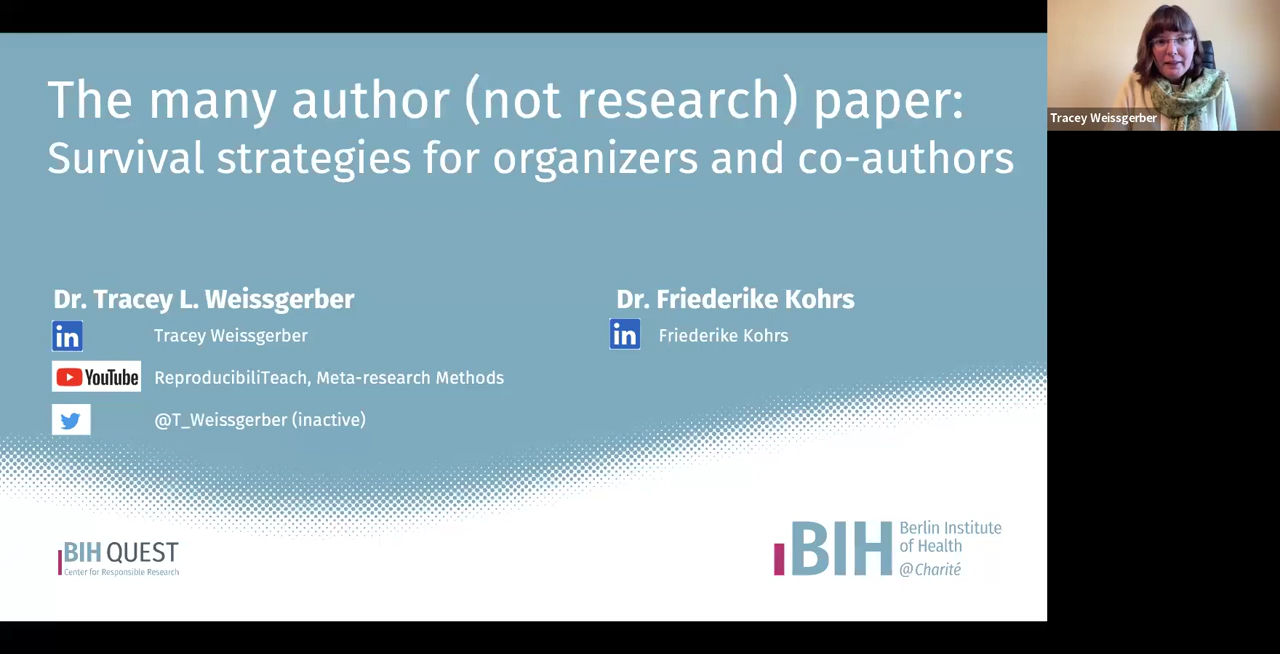 The many author (not research) paper:
Survival strategies for organizers and co-authors
Tracey Weissgerber
Dr. Tracey L. Weissgerber
in Tracey Weissgerber
YouTube ReproducibiliTeach, Meta-research Methods
@T_Weissgerber (inactive)
Dr. Friederike Kohrs
in Friederike Kohrs
BIH QUEST
Center for Responsible Research
BIH
Berlin Institute
of Health
@Charité